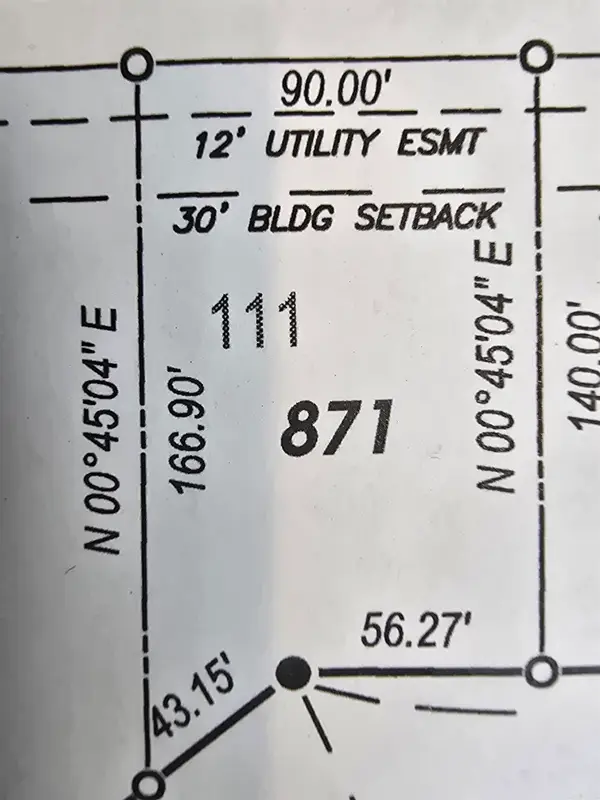 90.00'
12' UTILITY ESMT
30' BLDG SETBACK
111
N 00°45'04" E
166.90'
871
N 00°45'04" E
140.00'
56.27'
43.15'